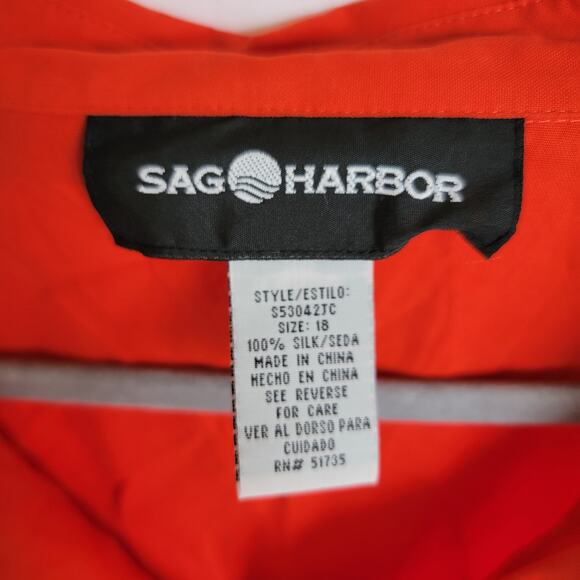 SAG HARBOR
STYLE/ESTILO:
S53042JC
SIZE: 18
100% SILK/SEDA
MADE IN CHINA
HECHO EN CHINA
SEE REVERSE
FOR CARE
VER AL DORSO PARA
CUIDADO
RN# 51735